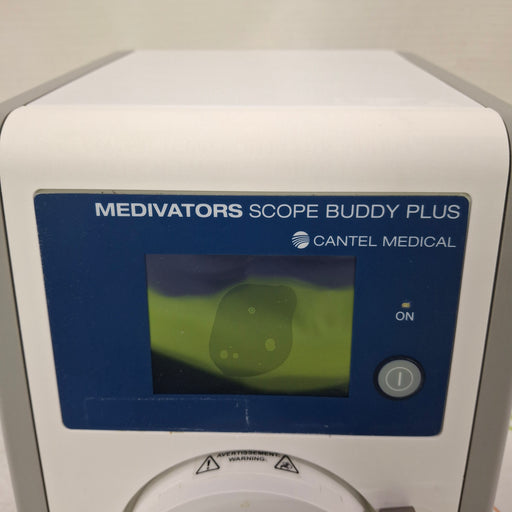 MEDIVATORS SCOPE BUDDY PLUS
CANTEL MEDICAL
ON
AVERTISSEMENT:
WARNING: